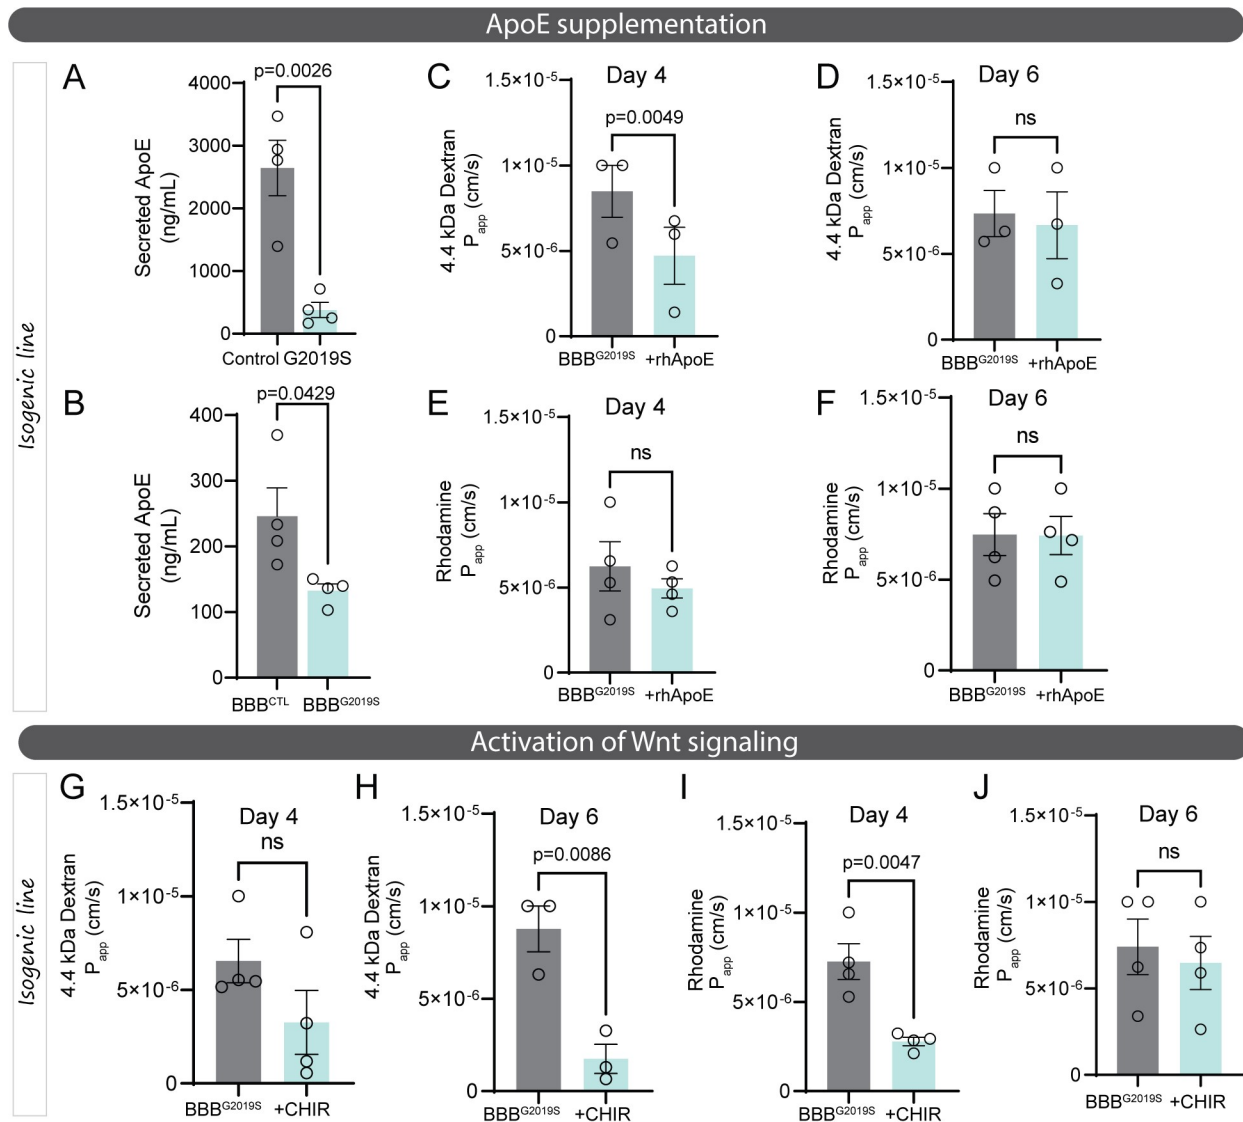 ApoE supplementation
Isogenic line
A
p=0.0026
4000
3000
2000
1000
0
Secreted ApoE
(ng/mL)
Control G2019S
C
Day 4
p=0.0049
1.5×10⁻⁵
1×10⁻⁵
5×10⁻⁶
0
4.4 kDa Dextran
Papp (cm/s)
BBBG2019S +rhApoE
D
Day 6
ns
1.5×10⁻⁵
1×10⁻⁵
5×10⁻⁶
0
4.4 kDa Dextran
Papp (cm/s)
BBBG2019S +rhApoE
B
p=0.0429
400
300
200
100
0
Secreted ApoE
(ng/mL)
BBBCTL BBBG2019S
E
Day 4
ns
1.5×10⁻⁵
1×10⁻⁵
5×10⁻⁶
0
Rhodamine
Papp (cm/s)
BBBG2019S +rhApoE
F
Day 6
ns
1.5×10⁻⁵
1×10⁻⁵
5×10⁻⁶
0
Rhodamine
Papp (cm/s)
BBBG2019S +rhApoE
Activation of Wnt signaling
Isogenic line
G
Day 4
ns
1.5×10⁻⁵
1×10⁻⁵
5×10⁻⁶
0
4.4 kDa Dextran
Papp (cm/s)
BBBG2019S +CHIR
H
Day 6
p=0.0086
1.5×10⁻⁵
1×10⁻⁵
5×10⁻⁶
0
4.4 kDa Dextran
Papp (cm/s)
BBBG2019S +CHIR
I
Day 4
p=0.0047
1.5×10⁻⁵
1×10⁻⁵
5×10⁻⁶
0
Rhodamine
Papp (cm/s)
BBBG2019S +CHIR
J
Day 6
ns
1.5×10⁻⁵
1×10⁻⁵
5×10⁻⁶
0
Rhodamine
Papp (cm/s)
BBBG2019S +CHIR